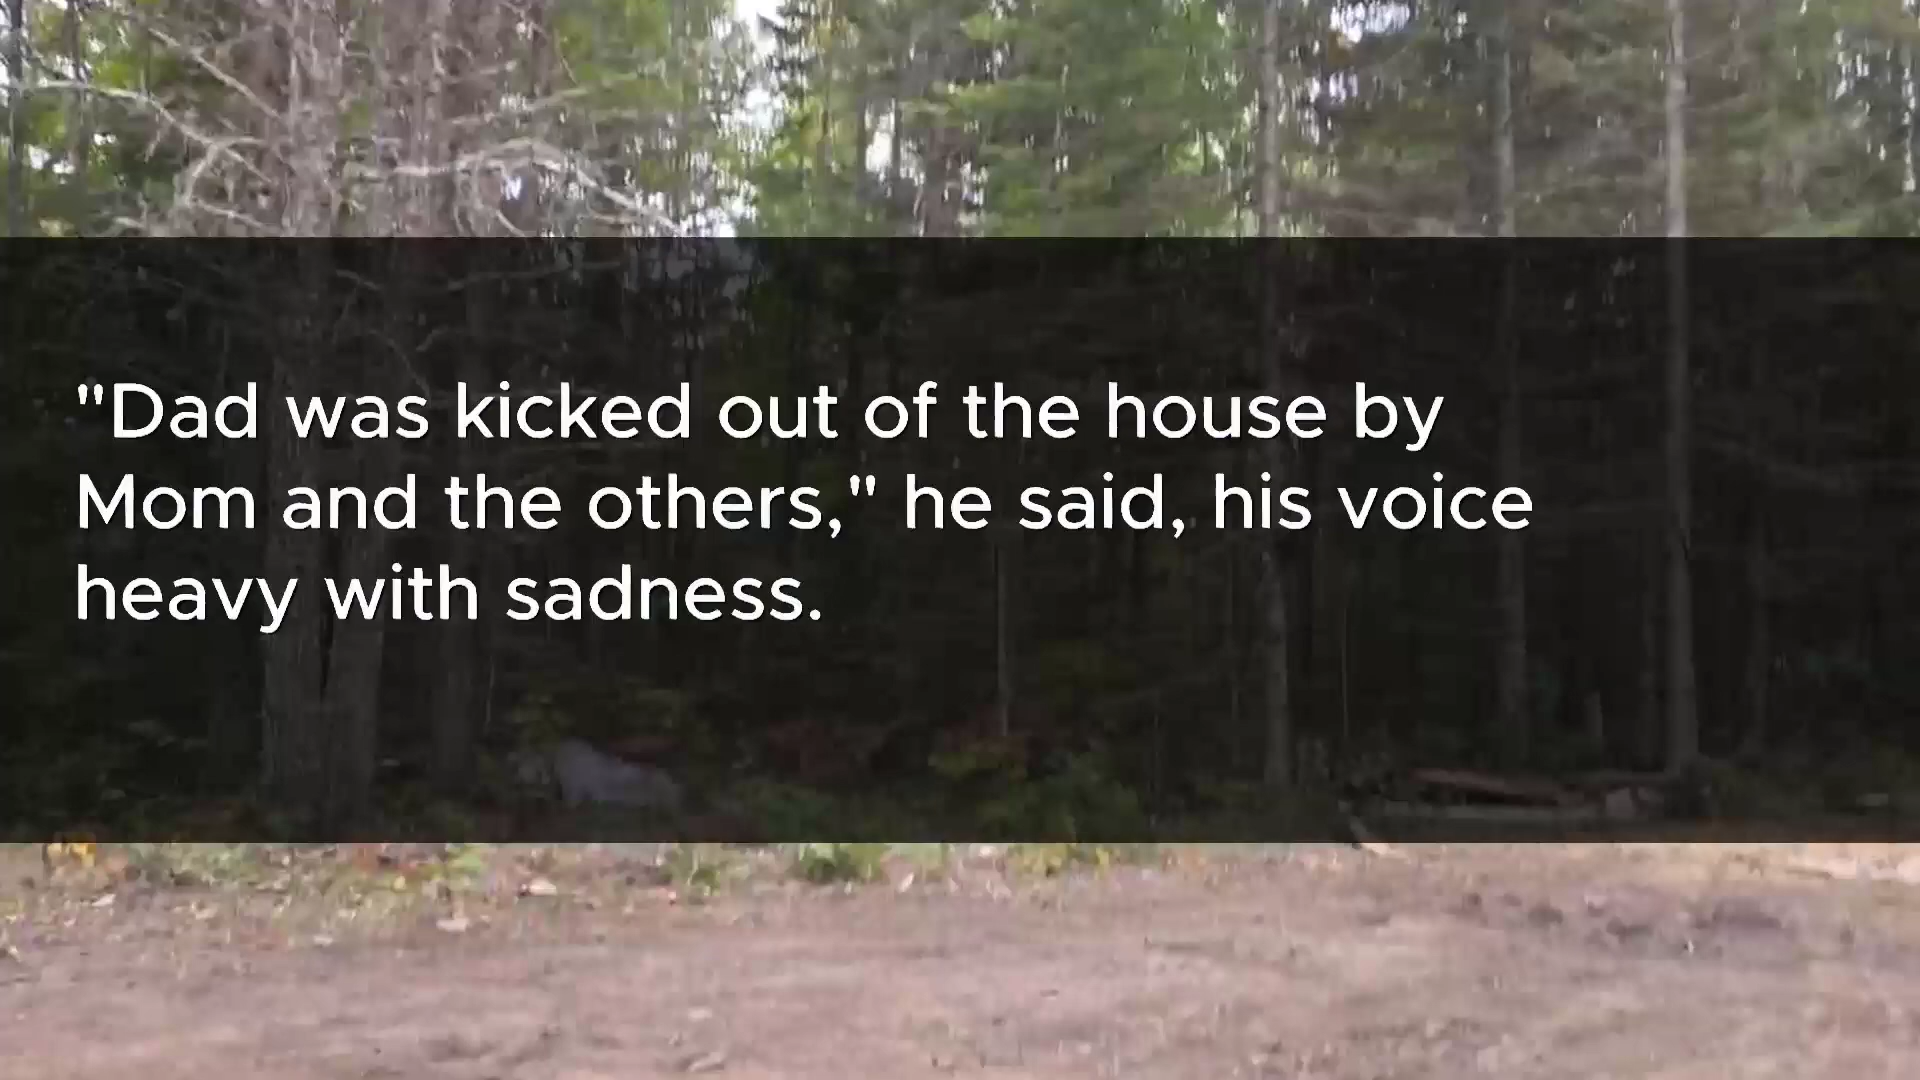 "Dad was kicked out of the house by
Mom and the others," he said, his voice
heavy with sadness.